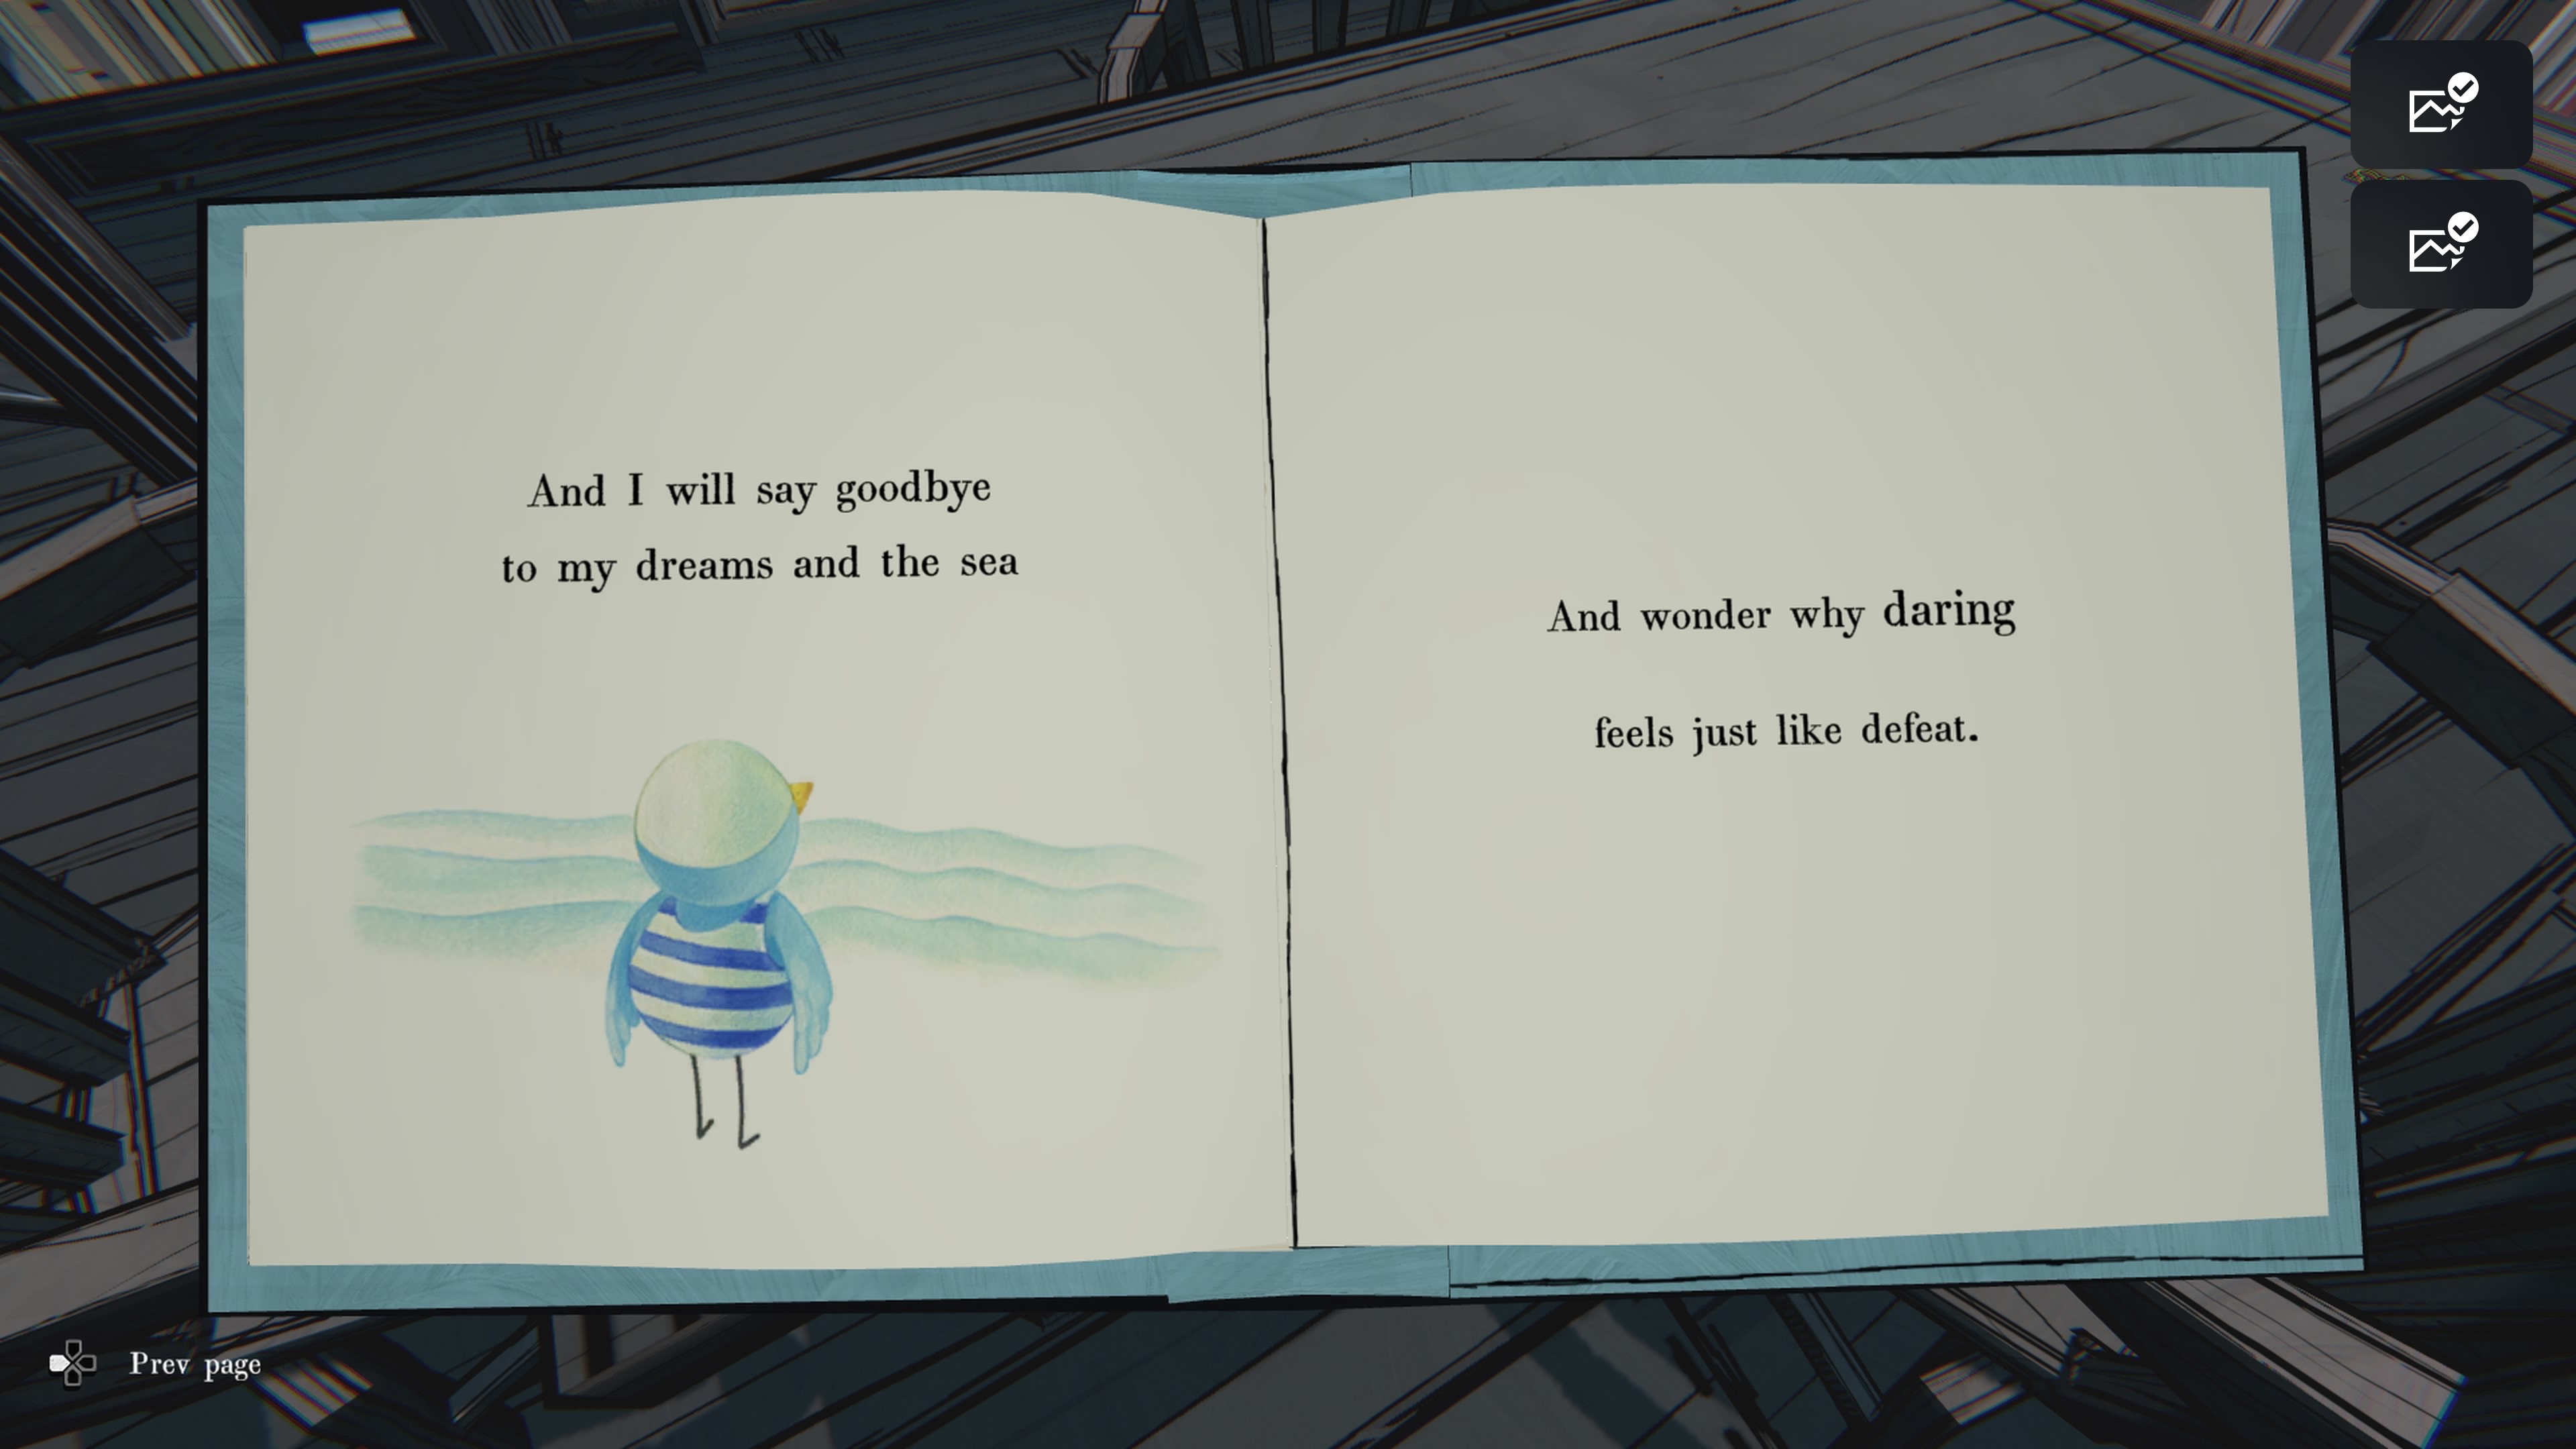 And I will say goodbye
to my dreams and the sea
And wonder why daring
feels just like defeat.
Prev page